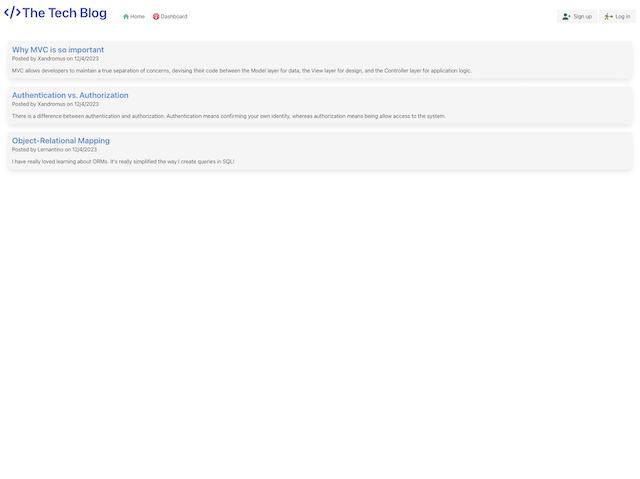 </>The Tech Blog
Home
Dashboard
Sign up
Log in
Why MVC is so important
Posted by Xandromus on 12/4/2023
MVC allows developers to maintain a true separation of concerns, devising their code between the Model layer for data, the View layer for design, and the Controller layer for application logic.
Authentication vs. Authorization
Posted by Xandromus on 12/4/2023
There is a difference between authentication and authorization. Authentication means confirming your own identity, whereas authorization means being allow access to the system.
Object-Relational Mapping
Posted by Lernantino on 12/4/2023
I have really loved learning about ORMs. It's really simplified the way I create queries in SQL!